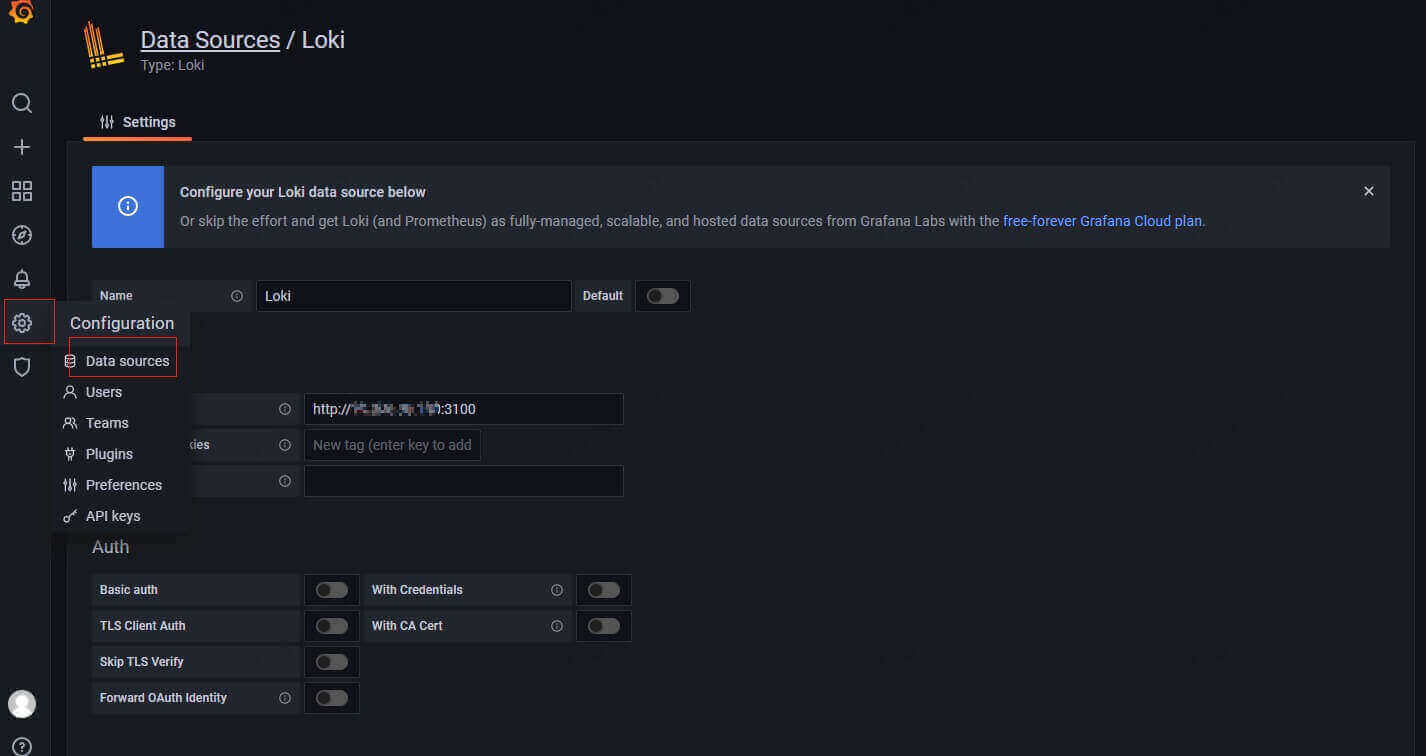 Data Sources / Loki
Type: Loki
Settings
Configure your Loki data source below
Or skip the effort and get Loki (and Prometheus) as fully-managed, scalable, and hosted data sources from Grafana Labs with the free-forever Grafana Cloud plan.
Name
Loki
Default
Configuration
Data sources
Users
Teams
Plugins
Preferences
API keys
http:// :3100
kies
New tag (enter key to add
Auth
Basic auth
With Credentials
TLS Client Auth
With CA Cert
Skip TLS Verify
Forward OAuth Identity